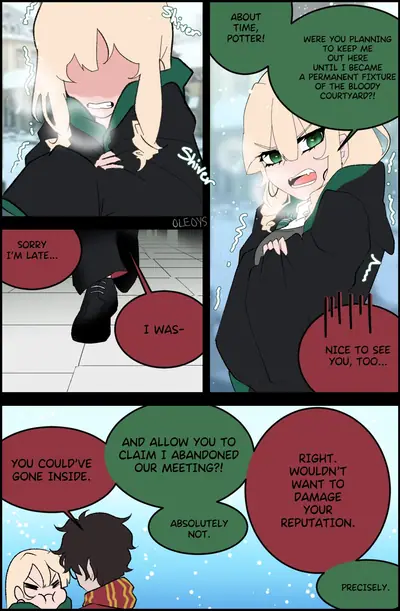 Shiver
ABOUT
TIME,
POTTER!
WERE YOU PLANNING
TO KEEP ME
OUT HERE
UNTIL I BECAME
A PERMANENT FIXTURE
OF THE BLOODY
COURTYARD?!
Shiver
OLEOYS
SORRY
I'M LATE...
I WAS-
NICE TO SEE
YOU, TOO...
YOU COULD'VE
GONE INSIDE.
AND ALLOW YOU TO
CLAIM I ABANDONED
OUR MEETING?!
ABSOLUTELY
NOT.
RIGHT.
WOULDN'T
WANT TO
DAMAGE
YOUR
REPUTATION.
PRECISELY.